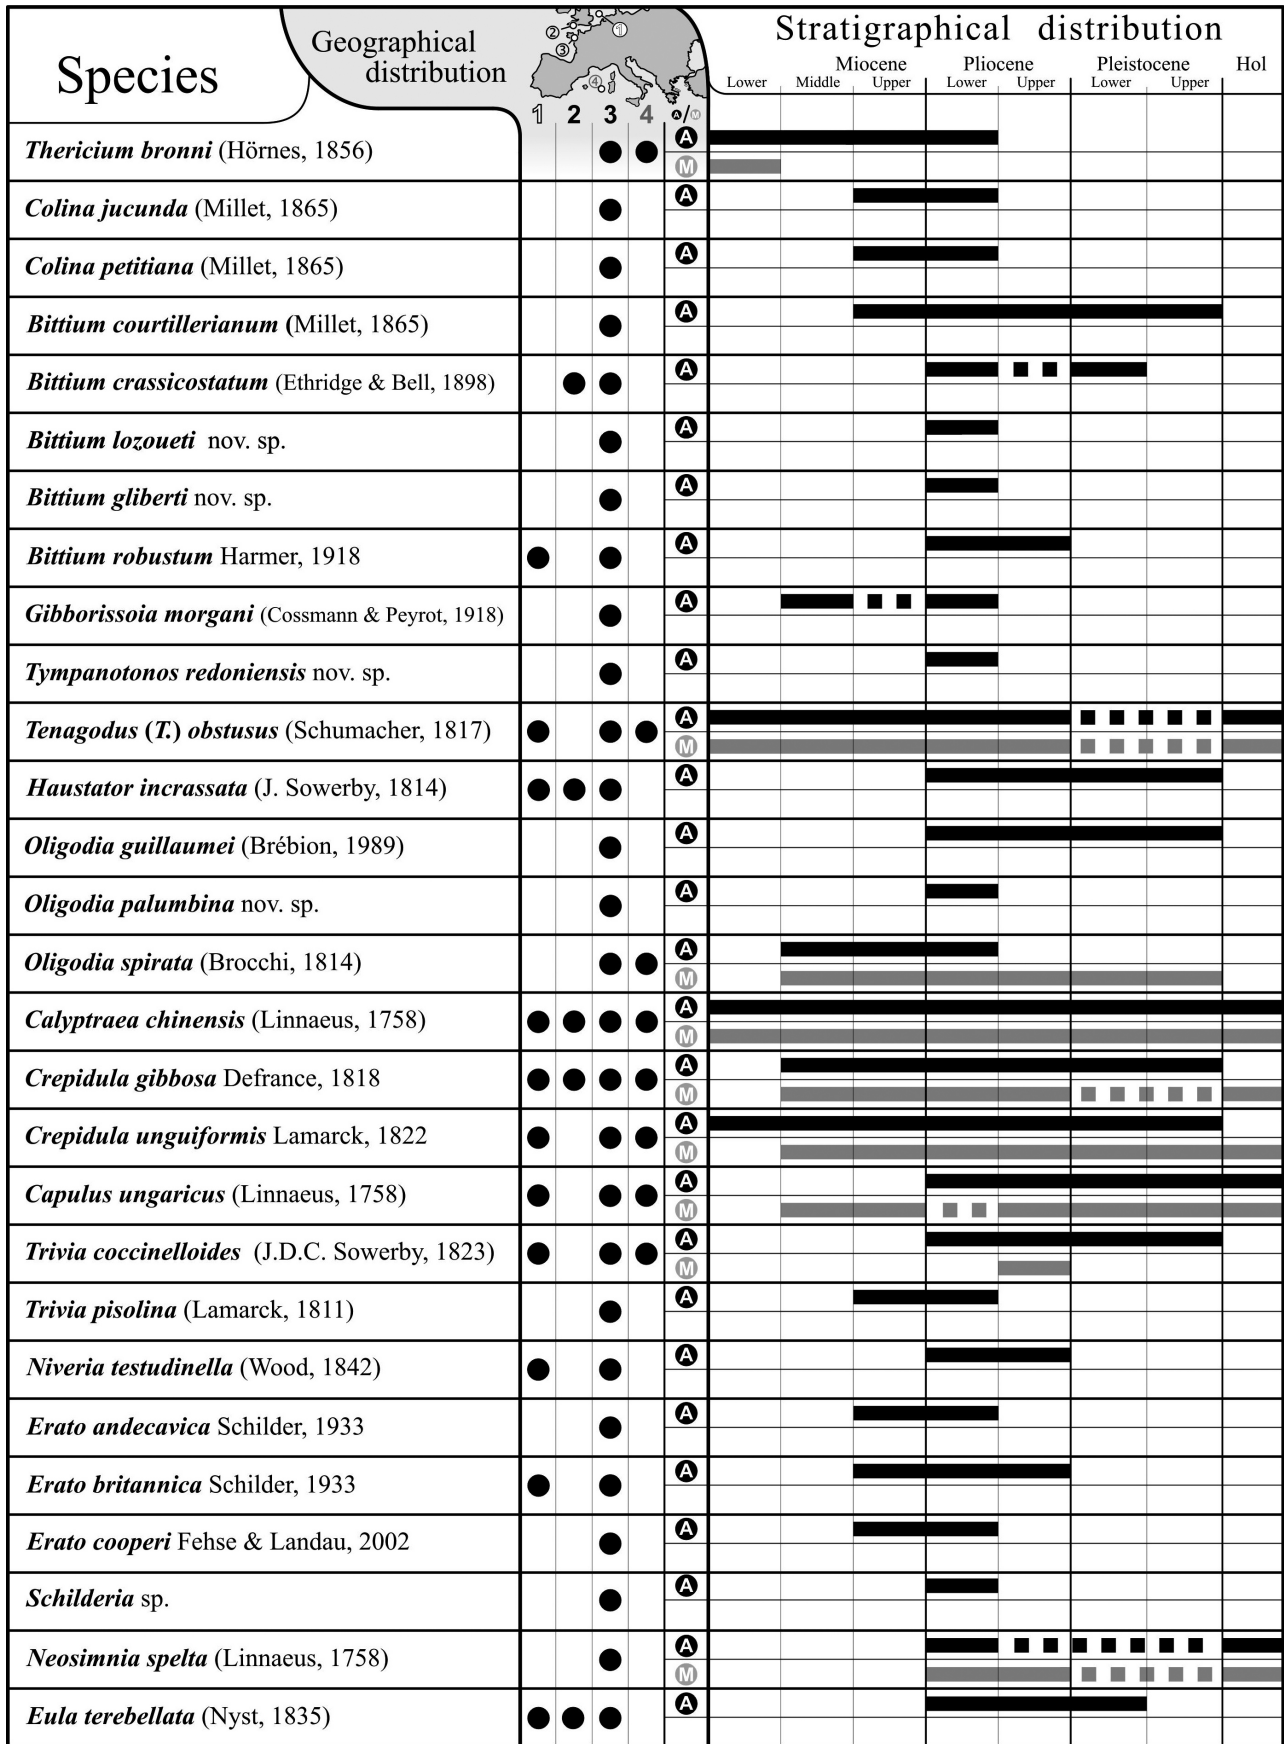 Species
Geographical
distribution
② 
①
③
④
1 2 3 4 A/M
Stratigraphical distribution
Miocene Pliocene Pleistocene Hol
Lower Middle Upper Lower Upper Lower Upper
Thericium bronni (Hörnes, 1856) A
M
Colina jucunda (Millet, 1865) A
Colina petitiana (Millet, 1865) A
Bittium courtillerianum (Millet, 1865) A
Bittium crassicostatum (Ethridge & Bell, 1898) A
Bittium lozoueti nov. sp. A
Bittium gliberti nov. sp. A
Bittium robustum Harmer, 1918 A
Gibborissoia morgani (Cossmann & Peyrot, 1918) A
Tympanotonos redoniensis nov. sp. A
Tenagodus (T.) obstusus (Schumacher, 1817) A
M
Haustator incrassata (J. Sowerby, 1814) A
Oligodia guillaumei (Brébion, 1989) A
Oligodia palumbina nov. sp. A
Oligodia spirata (Brocchi, 1814) A
M
Calyptraea chinensis (Linnaeus, 1758) A
M
Crepidula gibbosa Defrance, 1818 A
M
Crepidula unguiformis Lamarck, 1822 A
M
Capulus ungaricus (Linnaeus, 1758) A
M
Trivia coccinelloides (J.D.C. Sowerby, 1823) A
M
Trivia pisolina (Lamarck, 1811) A
Niveria testudinella (Wood, 1842) A
Erato andecavica Schilder, 1933 A
Erato britannica Schilder, 1933 A
Erato cooperi Fehse & Landau, 2002 A
Schilderia sp. A
Neosimnia spelta (Linnaeus, 1758) A
M
Eula terebellata (Nyst, 1835) A